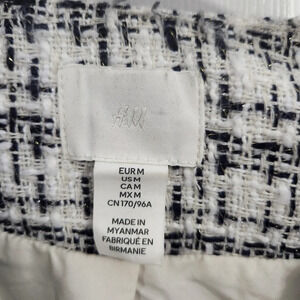 H&M
EUR M
US M
CA M
MX M
CN 170/96A
MADE IN
MYANMAR
FABRIQUÉ EN
BIRMANIE